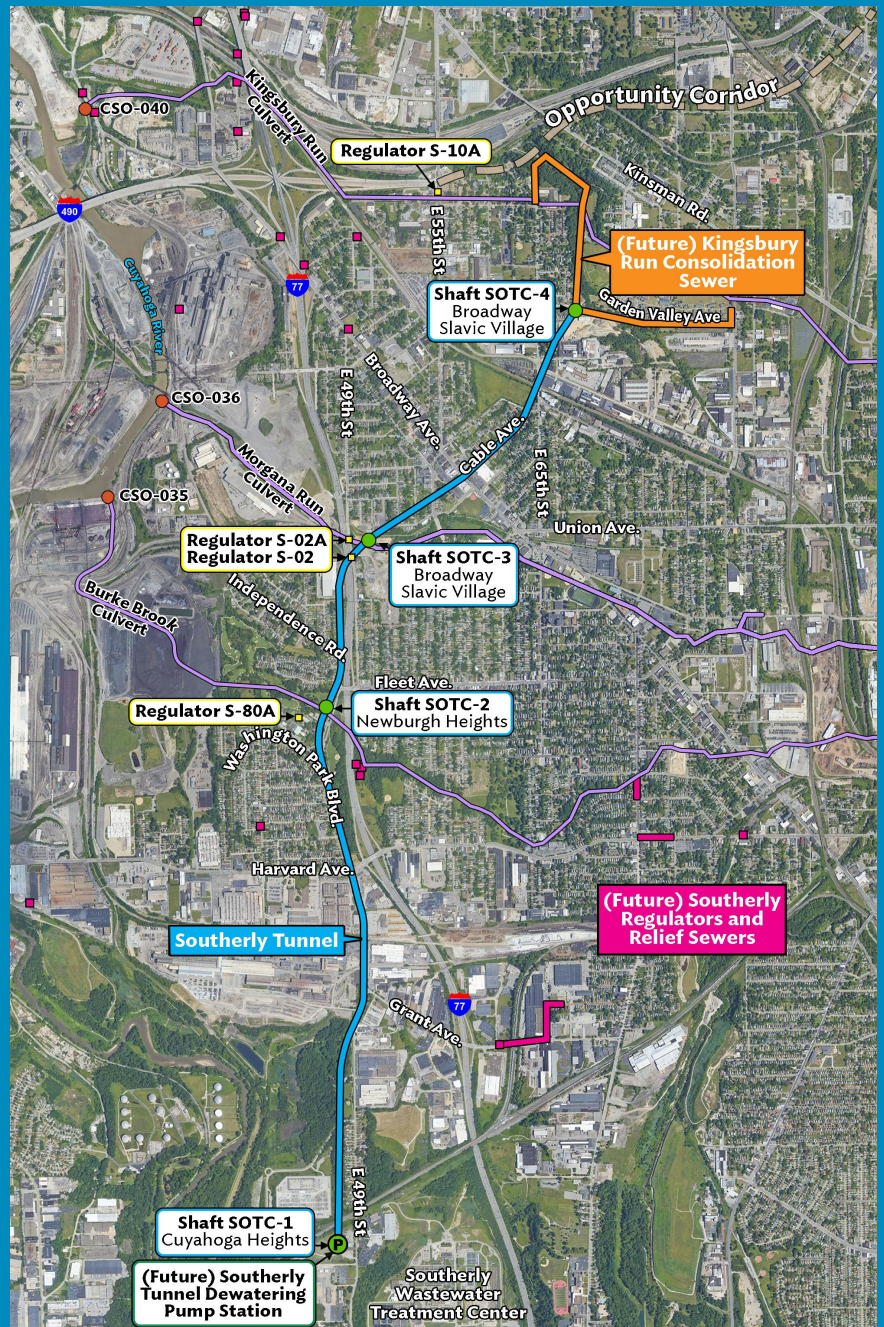 CSO-040
Kingsbury Run
Culvert
Opportunity Corridor
Regulator S-10A
Kinsman Rd.
490
E 55th St
(Future) Kingsbury
Run Consolidation
Sewer
Cuyahoga River
77
Shaft SOTC-4
Broadway
Slavic Village
Garden Valley Ave
Broadway Ave.
E 49th St
CSO-036
Cable Ave.
Morgana Run
Culvert
E 65th St
CSO-035
Union Ave.
Regulator S-02A
Regulator S-02
Shaft SOTC-3
Broadway
Slavic Village
Burke Brook
Culvert
Independence Rd.
Fleet Ave.
Regulator S-80A
Shaft SOTC-2
Newburgh Heights
Washington Park Blvd.
Harvard Ave.
(Future) Southerly
Regulators and
Relief Sewers
Southerly Tunnel
77
Grant Ave.
E 49th St
Shaft SOTC-1
Cuyahoga Heights
P
(Future) Southerly
Tunnel Dewatering
Pump Station
Southerly
Wastewater
Treatment Center